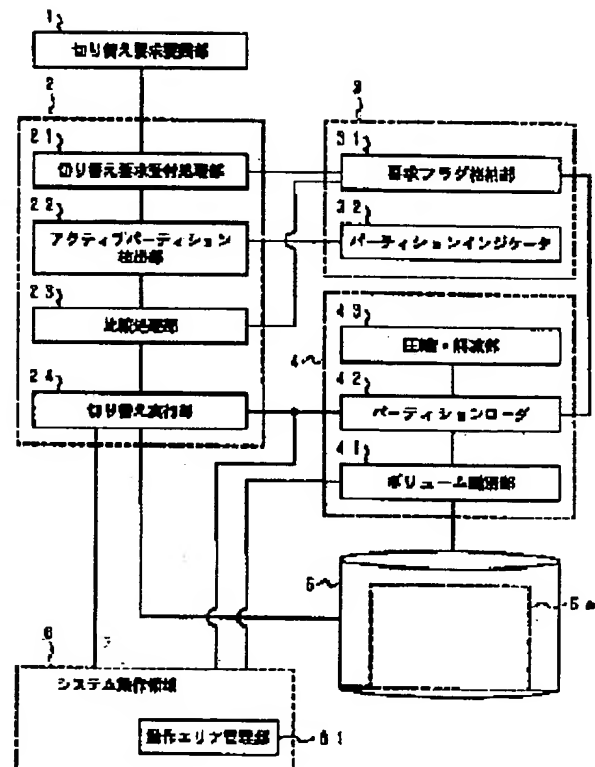 1
切り替え要求
2
21
切り替え要求受付処理部
22
アクティブパーティション
検出部
23
比較処理部
24
切り替え実行部
3
31
要求フラグ格納部
32
パーティションインジケータ
43
圧縮・解凍部
4
42
パーティションローダ
41
ボリューム識別部
5
5a
6
システム動作領域
動作エリア管理部
61